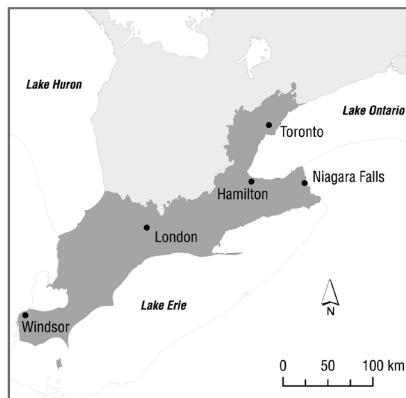 Lake Huron
Lake Ontario
Toronto
Niagara Falls
Hamilton
London
Lake Erie
N
Windsor
0 50 100 km